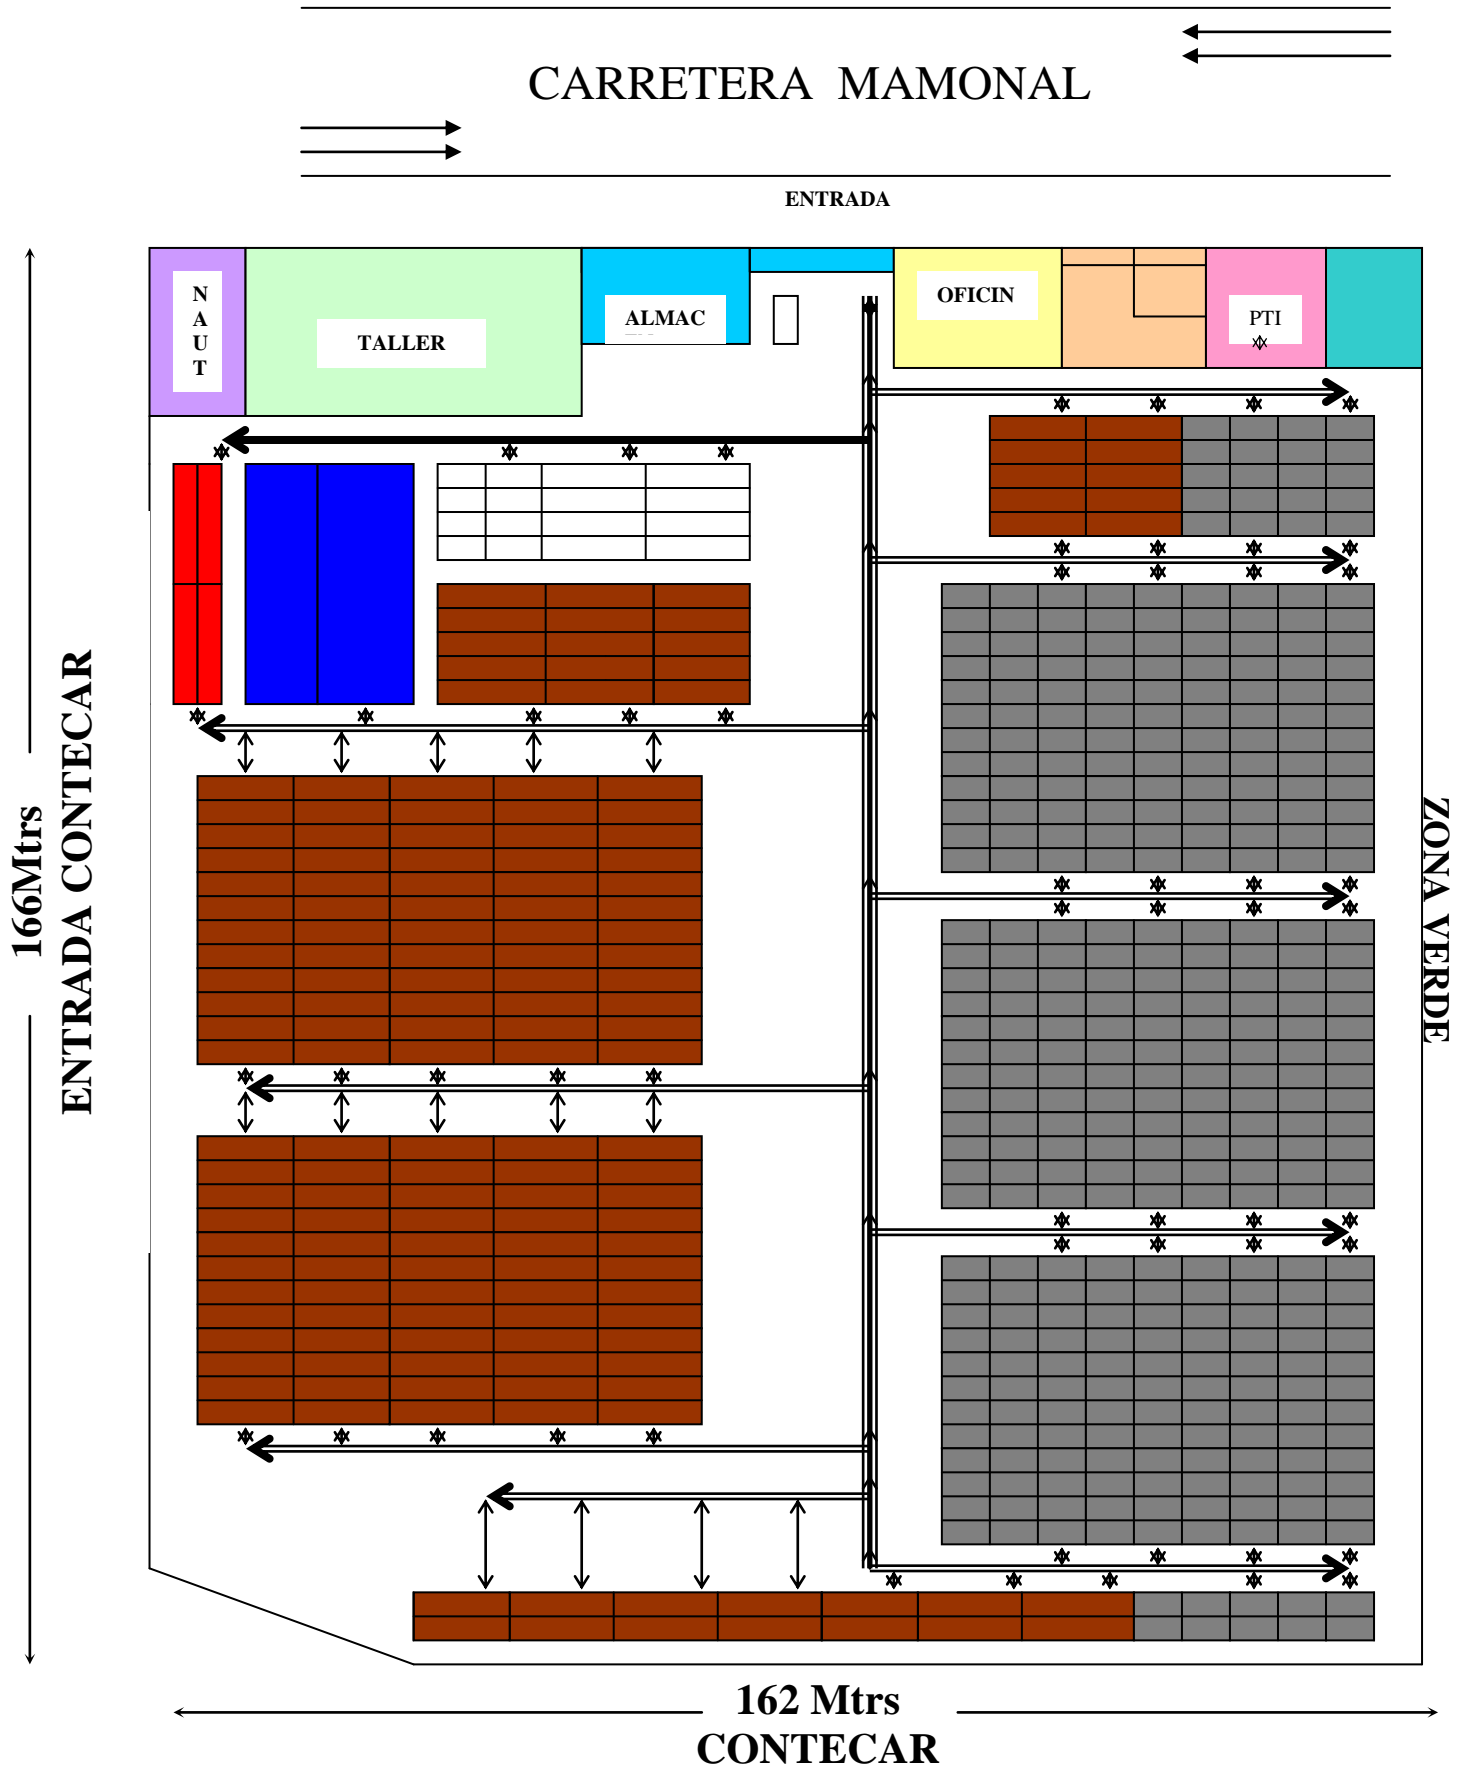 CARRETERA MAMONAL
ENTRADA
N
A
U
T
TALLER
ALMAC
OFICIN
PTI
166Mtrs
ENTRADA CONTECAR
ZONA VERDE
162 Mtrs
CONTECAR